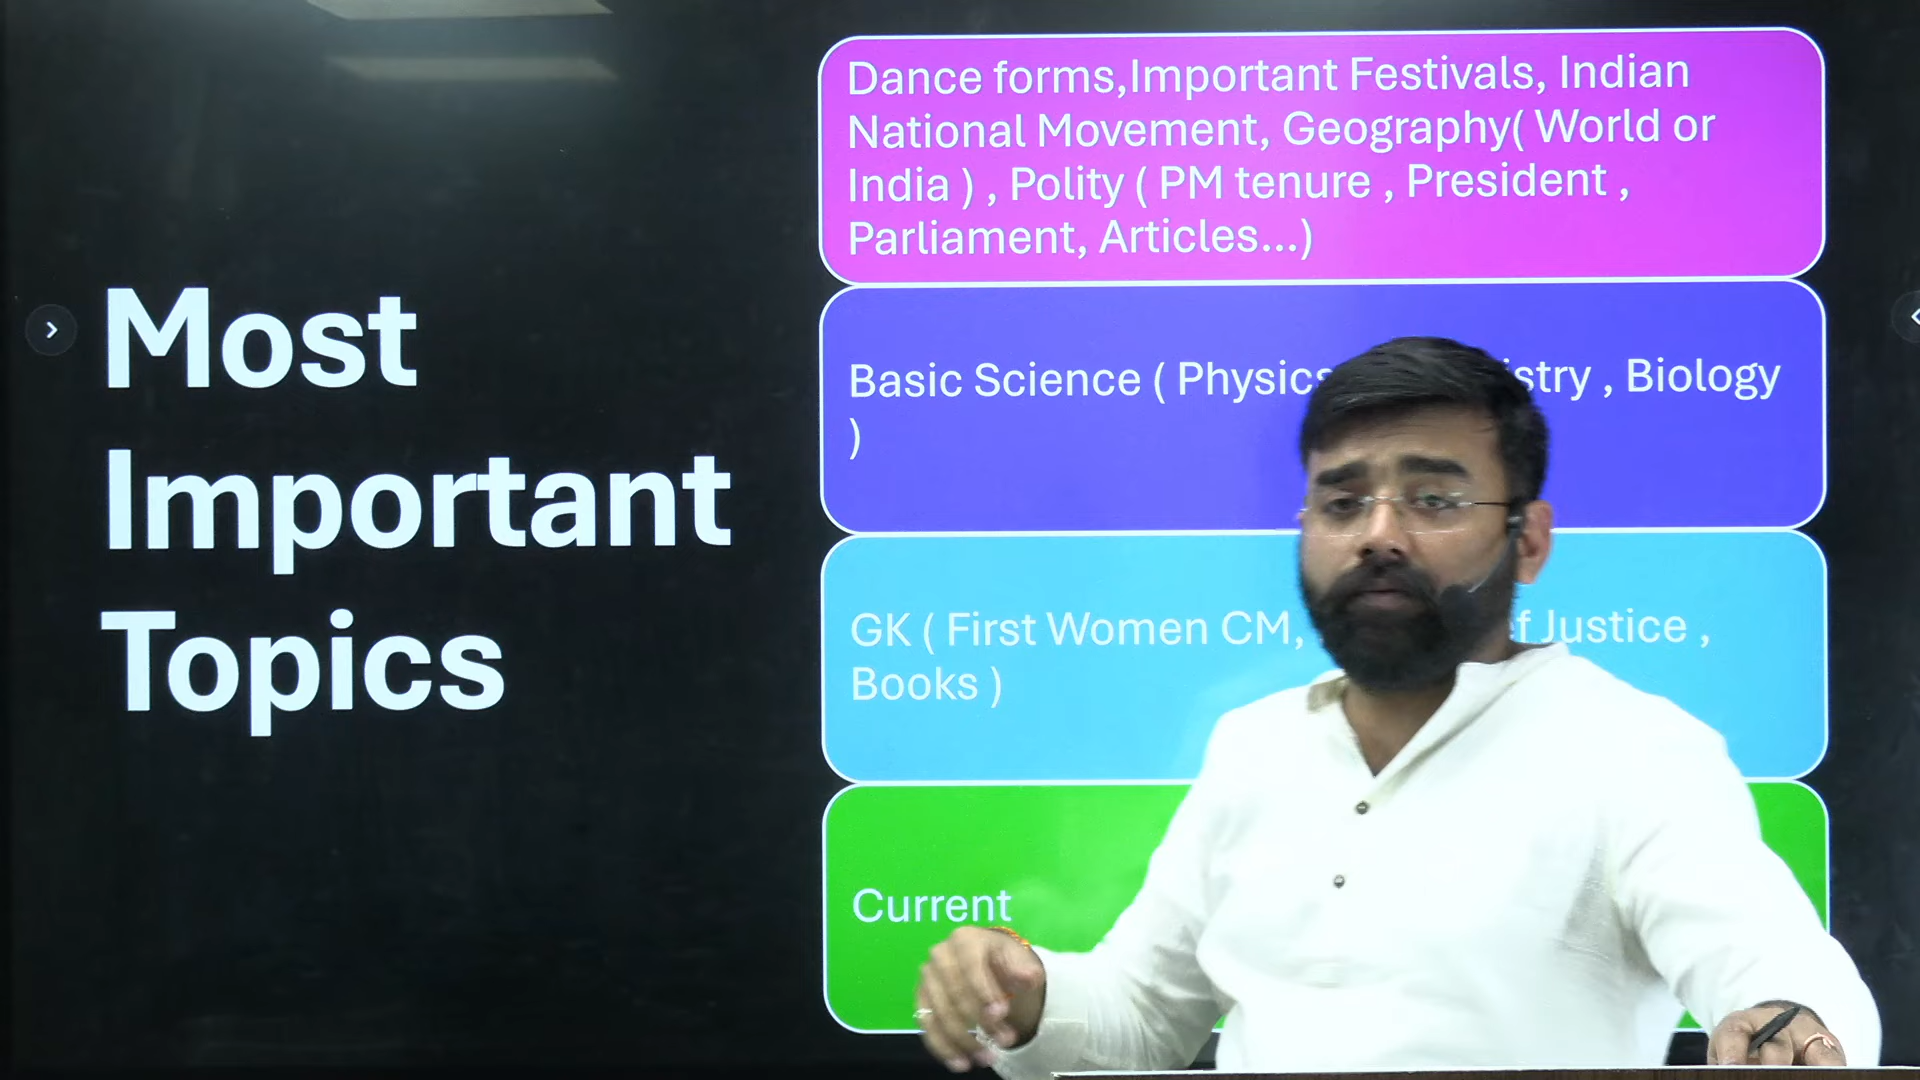 Most
Important
Topics
Dance forms,Important Festivals, Indian
National Movement, Geography( World or
India ) , Polity ( PM tenure , President ,
Parliament, Articles...)
Basic Science ( Physics , Biology
)
GK ( First Women CM, Justice ,
Books )
Current